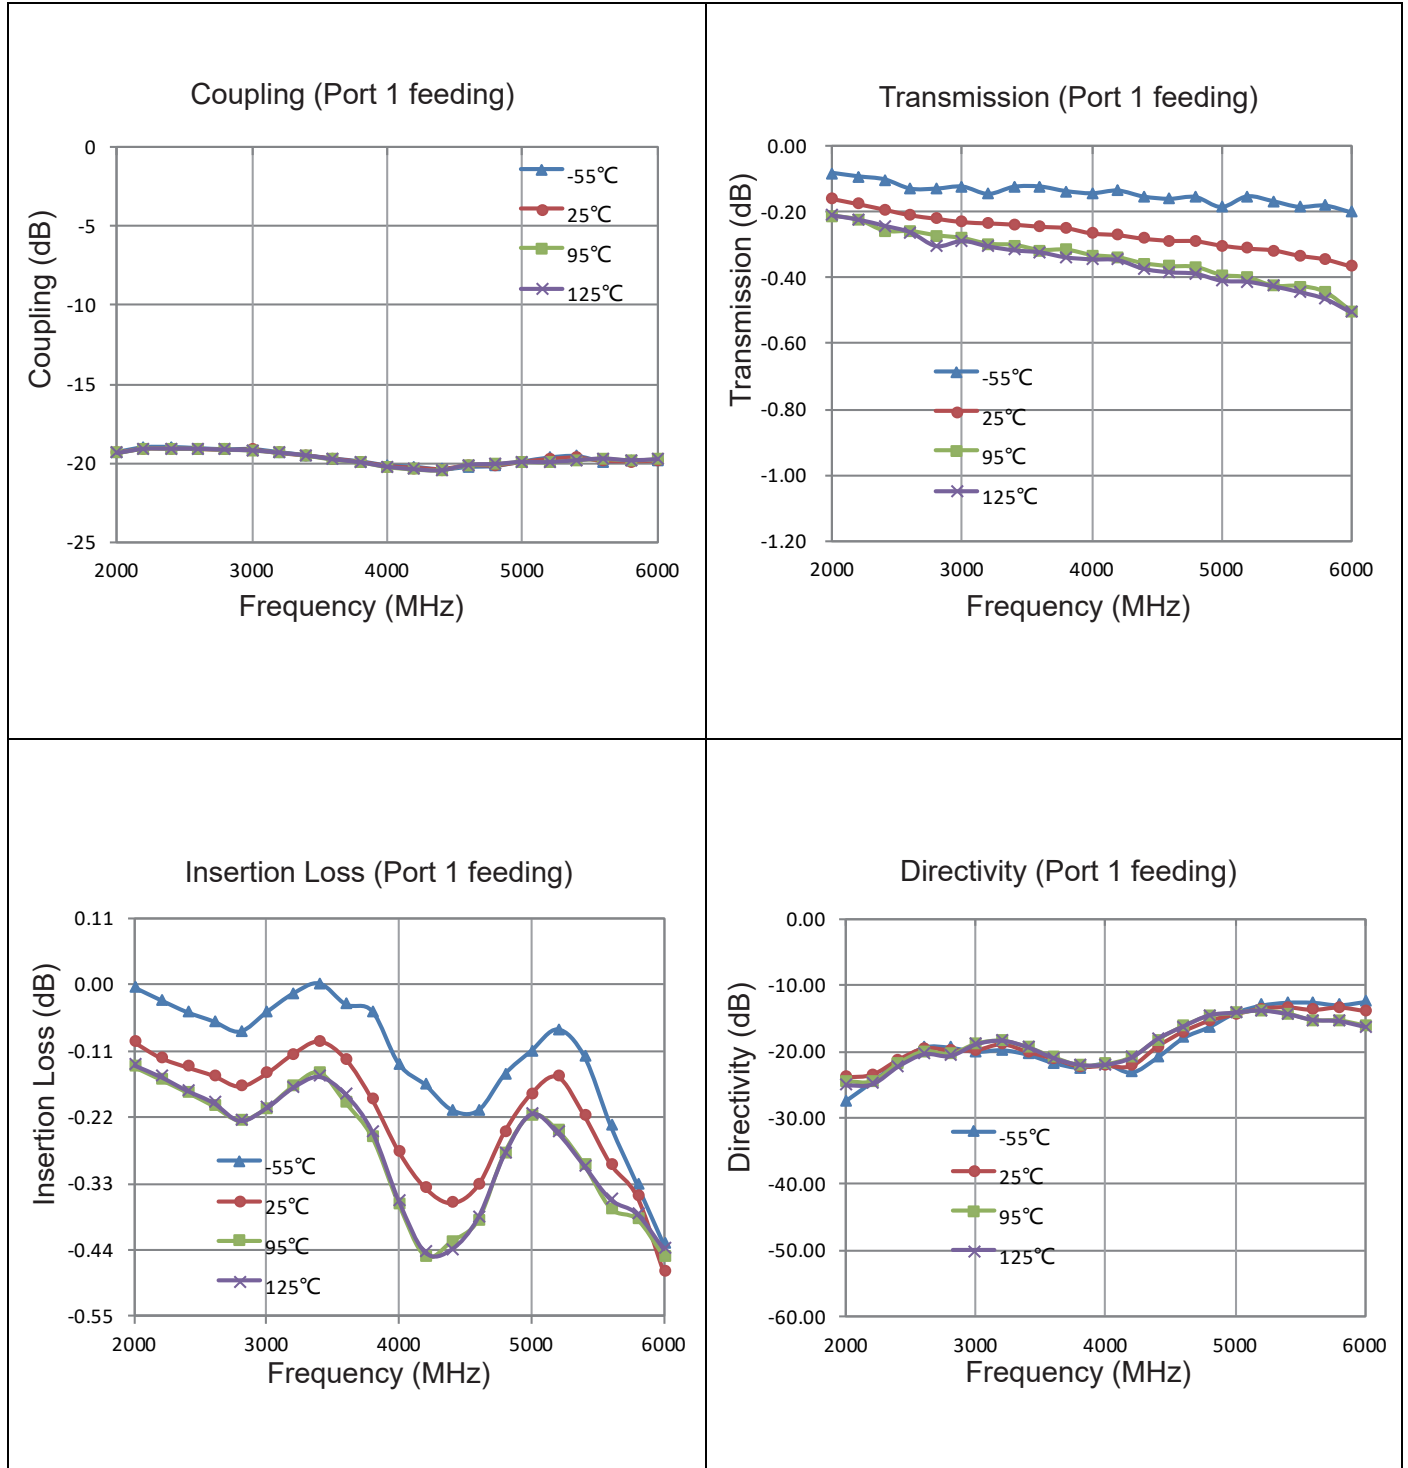 Coupling (Port 1 feeding)
0
-5
-10
-15
-20
-25
Coupling (dB)
-55℃
25℃
95℃
125℃
2000 3000 4000 5000 6000
Frequency (MHz)
Transmission (Port 1 feeding)
0.00
-0.20
-0.40
-0.60
-0.80
-1.00
-1.20
Transmission (dB)
-55℃
25℃
95℃
125℃
2000 3000 4000 5000 6000
Frequency (MHz)
Insertion Loss (Port 1 feeding)
0.11
0.00
-0.11
-0.22
-0.33
-0.44
-0.55
Insertion Loss (dB)
-55℃
25℃
95℃
125℃
2000 3000 4000 5000 6000
Frequency (MHz)
Directivity (Port 1 feeding)
0.00
-10.00
-20.00
-30.00
-40.00
-50.00
-60.00
Directivity (dB)
-55℃
25℃
95℃
125℃
2000 3000 4000 5000 6000
Frequency (MHz)